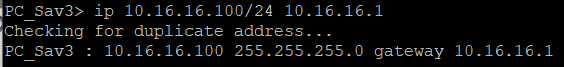 PC_Sav3> ip 10.16.16.100/24 10.16.16.1
Checking for duplicate address...
PC_Sav3 : 10.16.16.100 255.255.255.0 gateway 10.16.16.1